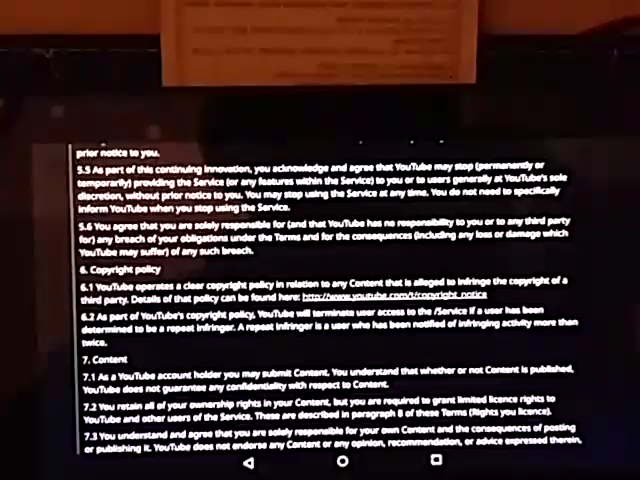 prior notice to you.
5.5 As part of this continuing innovation, you acknowledge and agree that YouTube may stop (permanently or
temporarily) providing the Service (or any features within the Service) to you or to users generally at YouTube's sole
discretion, without prior notice to you. You may stop using the Service at any time. You do not need to specifically
inform YouTube when you stop using the Service.
5.6 You agree that you are solely responsible for (and that YouTube has no responsibility to you or to any third party
for) any breach of your obligations under the Terms and for the consequences (including any loss or damage which
YouTube may suffer) of any such breach.
6. Copyright policy
6.1 YouTube operates a clear copyright policy in relation to any Content that is alleged to infringe the copyright of a
third party. Details of that policy can be found here: http://www.youtube.com/t/copyright_notice
6.2 As part of YouTube's copyright policy, YouTube will terminate user access to the /Service if a user has been
determined to be a repeat infringer. A repeat infringer is a user who has been notified of infringing activity more than
twice.
7. Content
7.1 As a YouTube account holder you may submit Content. You understand that whether or not Content is published,
YouTube does not guarantee any confidentiality with respect to Content.
7.2 You retain all of your ownership rights in your Content, but you are required to grant limited licence rights to
YouTube and other users of the Service. These are described in paragraph 8 of these Terms (Rights you licence).
7.3 You understand and agree that you are solely responsible for your own Content and the consequences of posting
or publishing it. YouTube does not endorse any Content or any opinion, recommendation, or advice expressed therein,